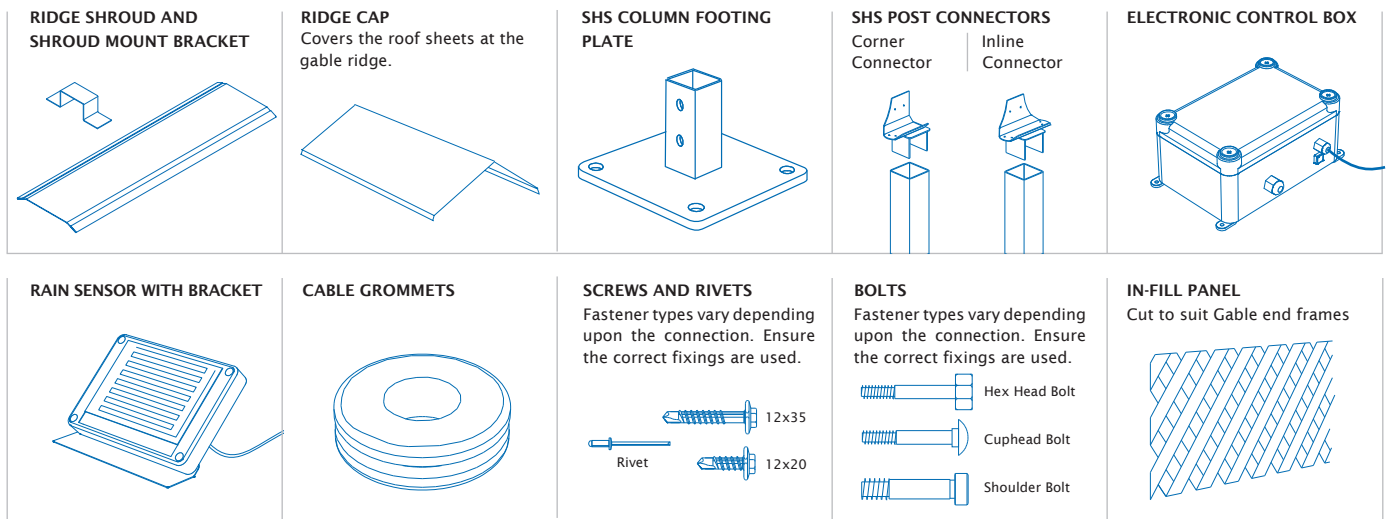 RIDGE SHROUD AND
SHROUD MOUNT BRACKET
RIDGE CAP
Covers the roof sheets at the
gable ridge.
SHS COLUMN FOOTING
PLATE
SHS POST CONNECTORS
Corner
Connector
Inline
Connector
ELECTRONIC CONTROL BOX
RAIN SENSOR WITH BRACKET
CABLE GROMMETS
SCREWS AND RIVETS
Fastener types vary depending
upon the connection. Ensure
the correct fixings are used.
12x35
Rivet
12x20
BOLTS
Fastener types vary depending
upon the connection. Ensure
the correct fixings are used.
Hex Head Bolt
Cuphead Bolt
Shoulder Bolt
IN-FILL PANEL
Cut to suit Gable end frames